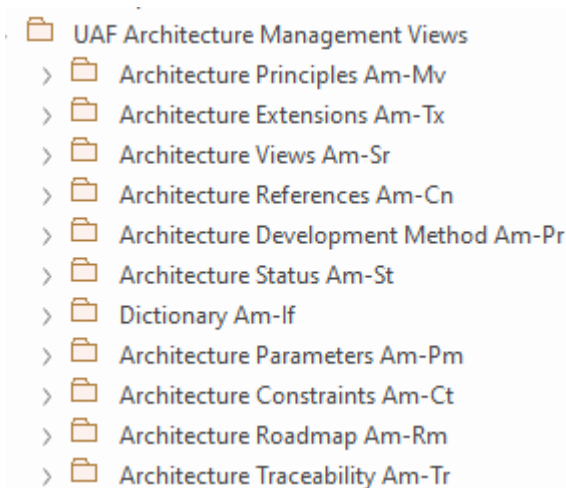 UAF Architecture Management Views
Architecture Principles Am-Mv
Architecture Extensions Am-Tx
Architecture Views Am-Sr
Architecture References Am-Cn
Architecture Development Method Am-Pr
Architecture Status Am-St
Dictionary Am-If
Architecture Parameters Am-Pm
Architecture Constraints Am-Ct
Architecture Roadmap Am-Rm
Architecture Traceability Am-Tr